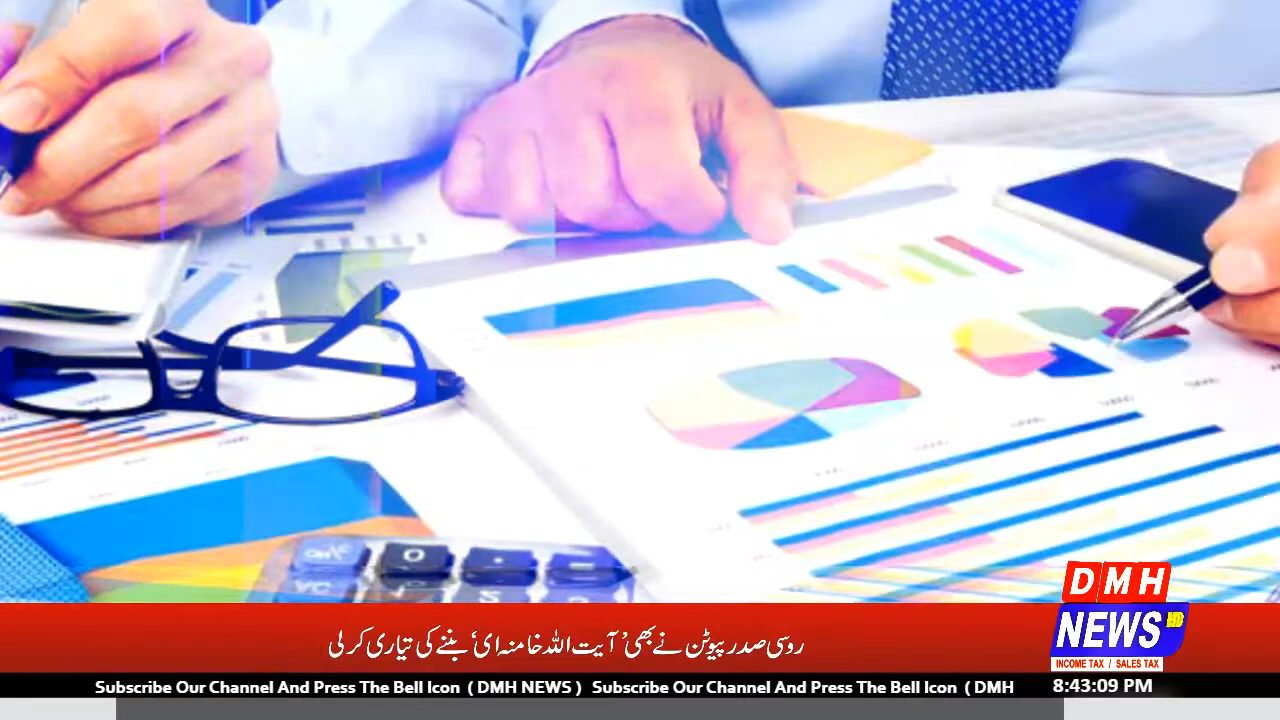 روسی صدر پیوٹن نے بھی' آیت اللہ خامنہ ای' بننے کی تیاری کرلی
DMH
NEWS HD
INCOME TAX / SALES TAX
Subscribe Our Channel And Press The Bell Icon ( DMH NEWS ) Subscribe Our Channel And Press The Bell Icon ( DMH
8:43:09 PM